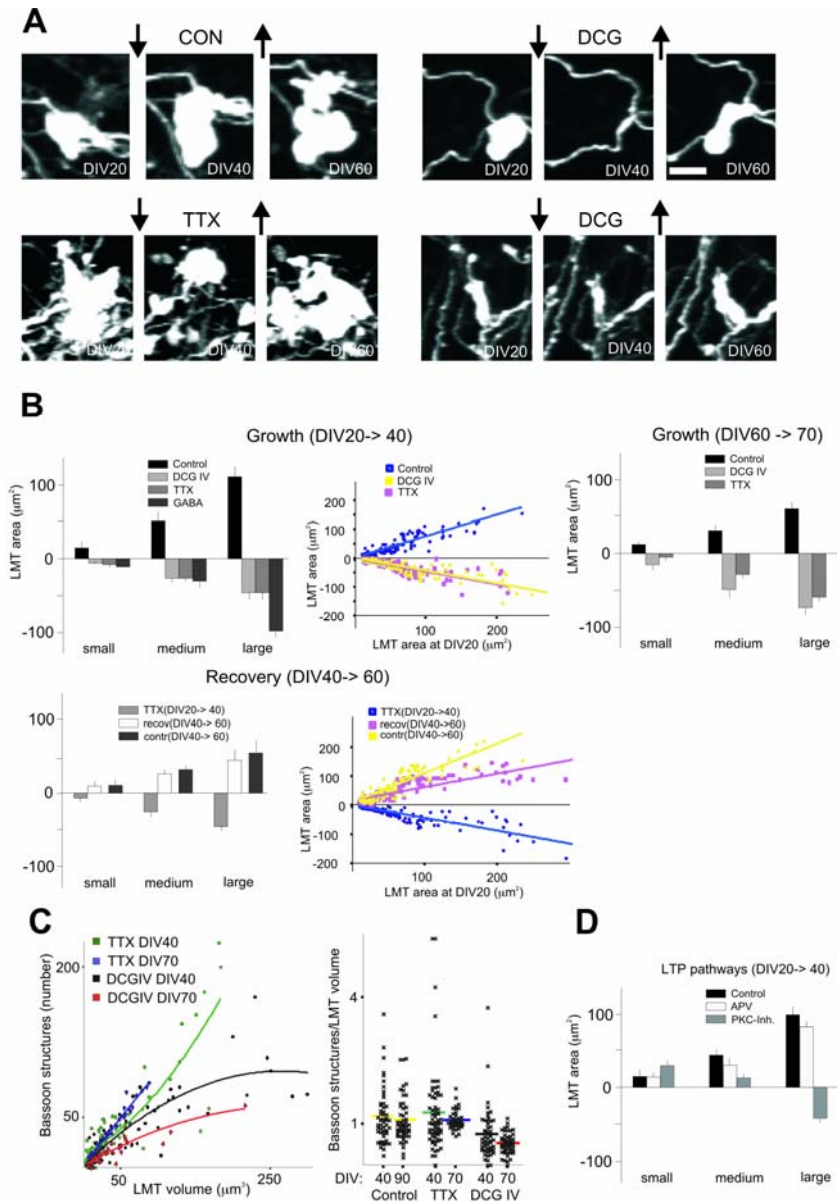 A
CON
DCG
DIV20
DIV40
DIV60
DIV20
DIV40
DIV60
TTX
DCG
DIV20
DIV40
DIV60
DIV20
DIV40
DIV60
B
Growth (DIV20-> 40)
Growth (DIV60 -> 70)
LMT area (μm²)
100
0
-100
Control
DCG IV
TTX
GABA
small
medium
large
LMT area (μm²)
200
100
0
-100
-200
Control
DCG IV
TTX
100
200
LMT area at DIV20 (μm²)
LMT area (μm²)
100
0
-100
Control
DCG IV
TTX
small
medium
large
Recovery (DIV40-> 60)
LMT area (μm²)
100
0
-100
TTX(DIV20-> 40)
recov(DIV40-> 60)
contr(DIV40-> 60)
small
medium
large
LMT area (μm²)
200
100
0
-100
-200
TTX(DIV20->40)
recov(DIV40->60)
contr(DIV40->60)
100
200
LMT area at DIV20 (μm²)
C
Bassoon structures (number)
200
50
TTX DIV40
TTX DIV70
DCGIV DIV40
DCGIV DIV70
50
250
LMT volume (μm³)
Bassoon structures/LMT volume
4
1
DIV: 40 90 40 70 40 70
Control TTX DCG IV
D
LTP pathways (DIV20-> 40)
LMT area (μm²)
100
0
-100
Control
APV
PKC-Inh.
small
medium
large